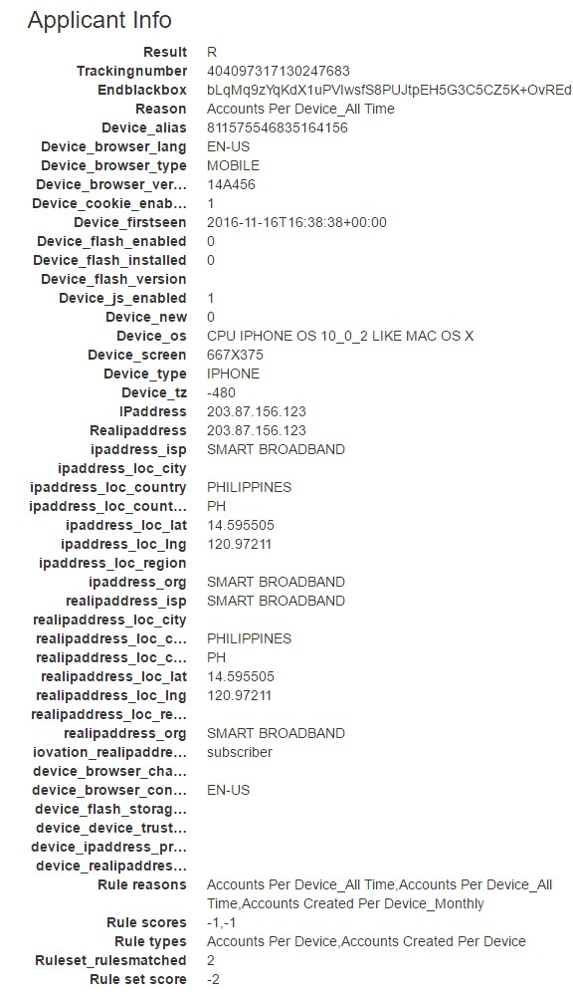 Applicant Info
Result R
Trackingnumber 404097317130247683
Endblackbox bLqMq9zYqKdX1uPVIwsfS8PUJtpEH5G3C5CZ5K+OvREd
Reason Accounts Per Device_All Time
Device_alias 811575546835164156
Device_browser_lang EN-US
Device_browser_type MOBILE
Device_browser_ver... 14A456
Device_cookie_enab... 1
Device_firstseen 2016-11-16T16:38:38+00:00
Device_flash_enabled 0
Device_flash_installed 0
Device_flash_version
Device_js_enabled 1
Device_new 0
Device_os CPU IPHONE OS 10_0_2 LIKE MAC OS X
Device_screen 667X375
Device_type IPHONE
Device_tz -480
IPaddress 203.87.156.123
Realipaddress 203.87.156.123
ipaddress_isp SMART BROADBAND
ipaddress_loc_city
ipaddress_loc_country PHILIPPINES
ipaddress_loc_count... PH
ipaddress_loc_lat 14.595505
ipaddress_loc_lng 120.97211
ipaddress_loc_region
ipaddress_org SMART BROADBAND
realipaddress_isp SMART BROADBAND
realipaddress_loc_city
realipaddress_loc_c... PHILIPPINES
realipaddress_loc_c... PH
realipaddress_loc_lat 14.595505
realipaddress_loc_lng 120.97211
realipaddress_loc_re...
realipaddress_org SMART BROADBAND
iovation_realipaddre... subscriber
device_browser_cha...
device_browser_con... EN-US
device_flash_storag...
device_device_trust...
device_ipaddress_pr...
device_realipaddres...
Rule reasons Accounts Per Device_All Time,Accounts Per Device_All
Time,Accounts Created Per Device_Monthly
Rule scores -1,-1
Rule types Accounts Per Device,Accounts Created Per Device
Ruleset_rulesmatched 2
Rule set score -2